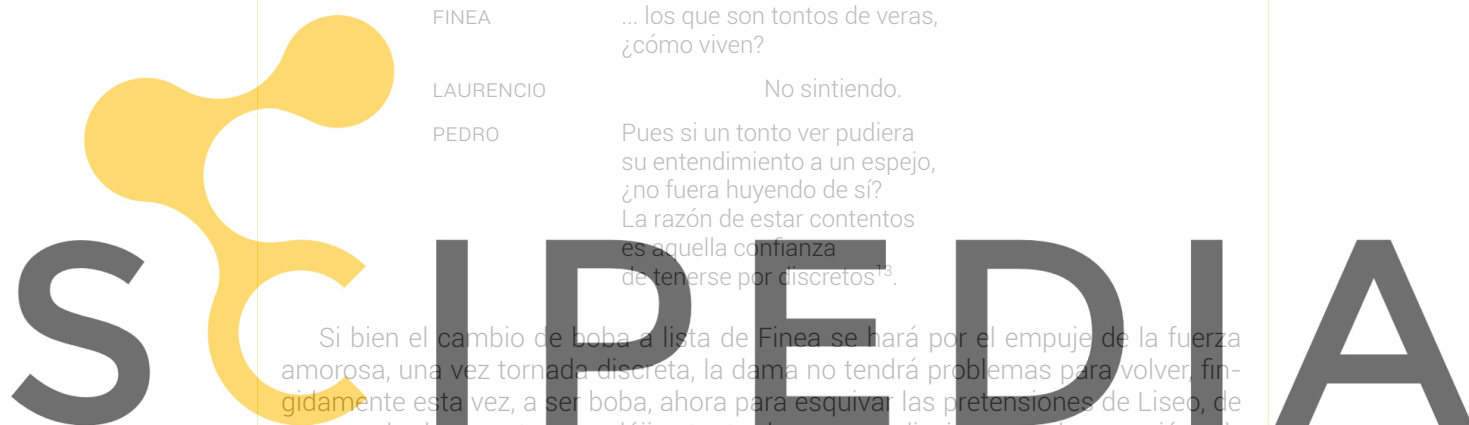 FINEA ... los que son tontos de veras,
¿cómo viven?
LAURENCIO No sintiendo.
PEDRO Pues si un tonto ver pudiera
su entendimiento a un espejo,
¿no fuera huyendo de sí?
La razón de estar contentos
es aquella confianza
de tenerse por discretos¹³.
Si bien el cambio de boba a lista de Finea se hará por el empuje de la fuerza
amorosa, una vez tornada discreta, la dama no tendrá problemas para volver, fin-
gidamente esta vez, a ser boba, ahora para esquivar las pretensiones de Liseo, de
SCIPEDIA